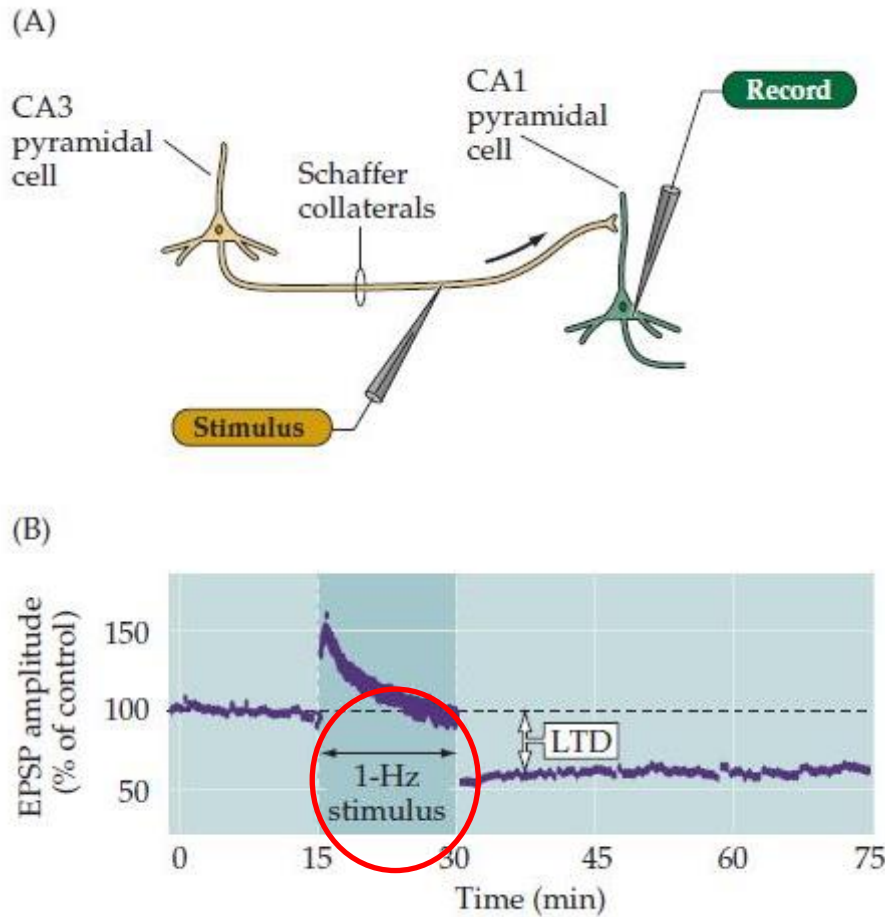 (A)
CA3
pyramidal
cell
Schaffer
collaterals
CA1
pyramidal
cell
Record
Stimulus
(B)
EPSP amplitude
(% of control)
150
100
50
LTD
1-Hz
stimulus
0 15 30 45 60 75
Time (min)